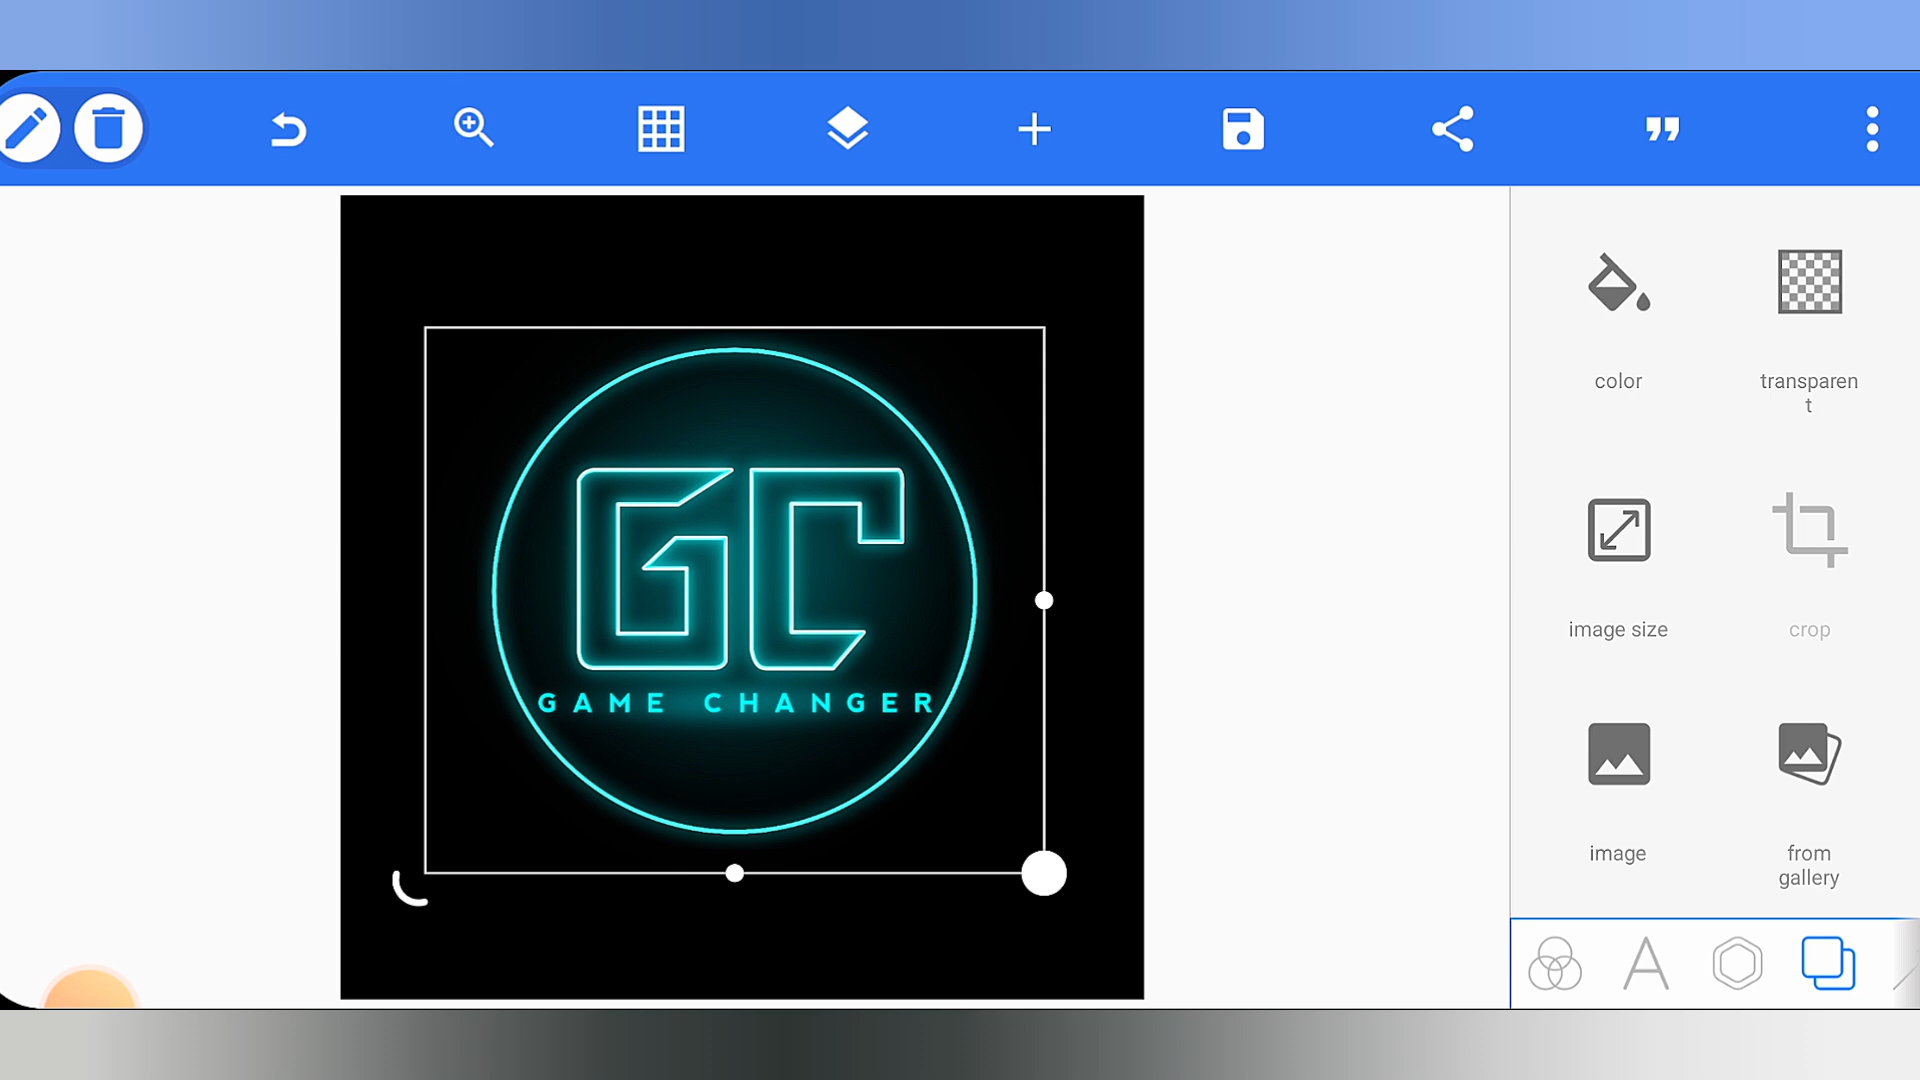 GC
GAME CHANGER
color
transparen
t
image size
crop
image
from
gallery